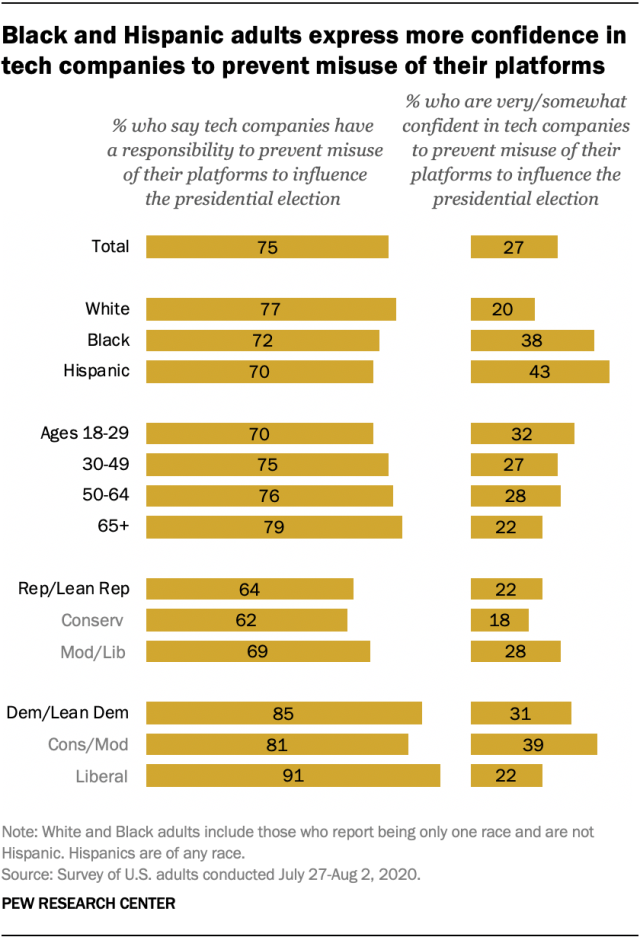 Black and Hispanic adults express more confidence in
tech companies to prevent misuse of their platforms
% who say tech companies have
a responsibility to prevent misuse
of their platforms to influence
the presidential election
% who are very/somewhat
confident in tech companies
to prevent misuse of their
platforms to influence the
presidential election
Total 75 27
White 77 20
Black 72 38
Hispanic 70 43
Ages 18-29 70 32
30-49 75 27
50-64 76 28
65+ 79 22
Rep/Lean Rep 64 22
Conserv 62 18
Mod/Lib 69 28
Dem/Lean Dem 85 31
Cons/Mod 81 39
Liberal 91 22
Note: White and Black adults include those who report being only one race and are not
Hispanic. Hispanics are of any race.
Source: Survey of U.S. adults conducted July 27-Aug 2, 2020.
PEW RESEARCH CENTER